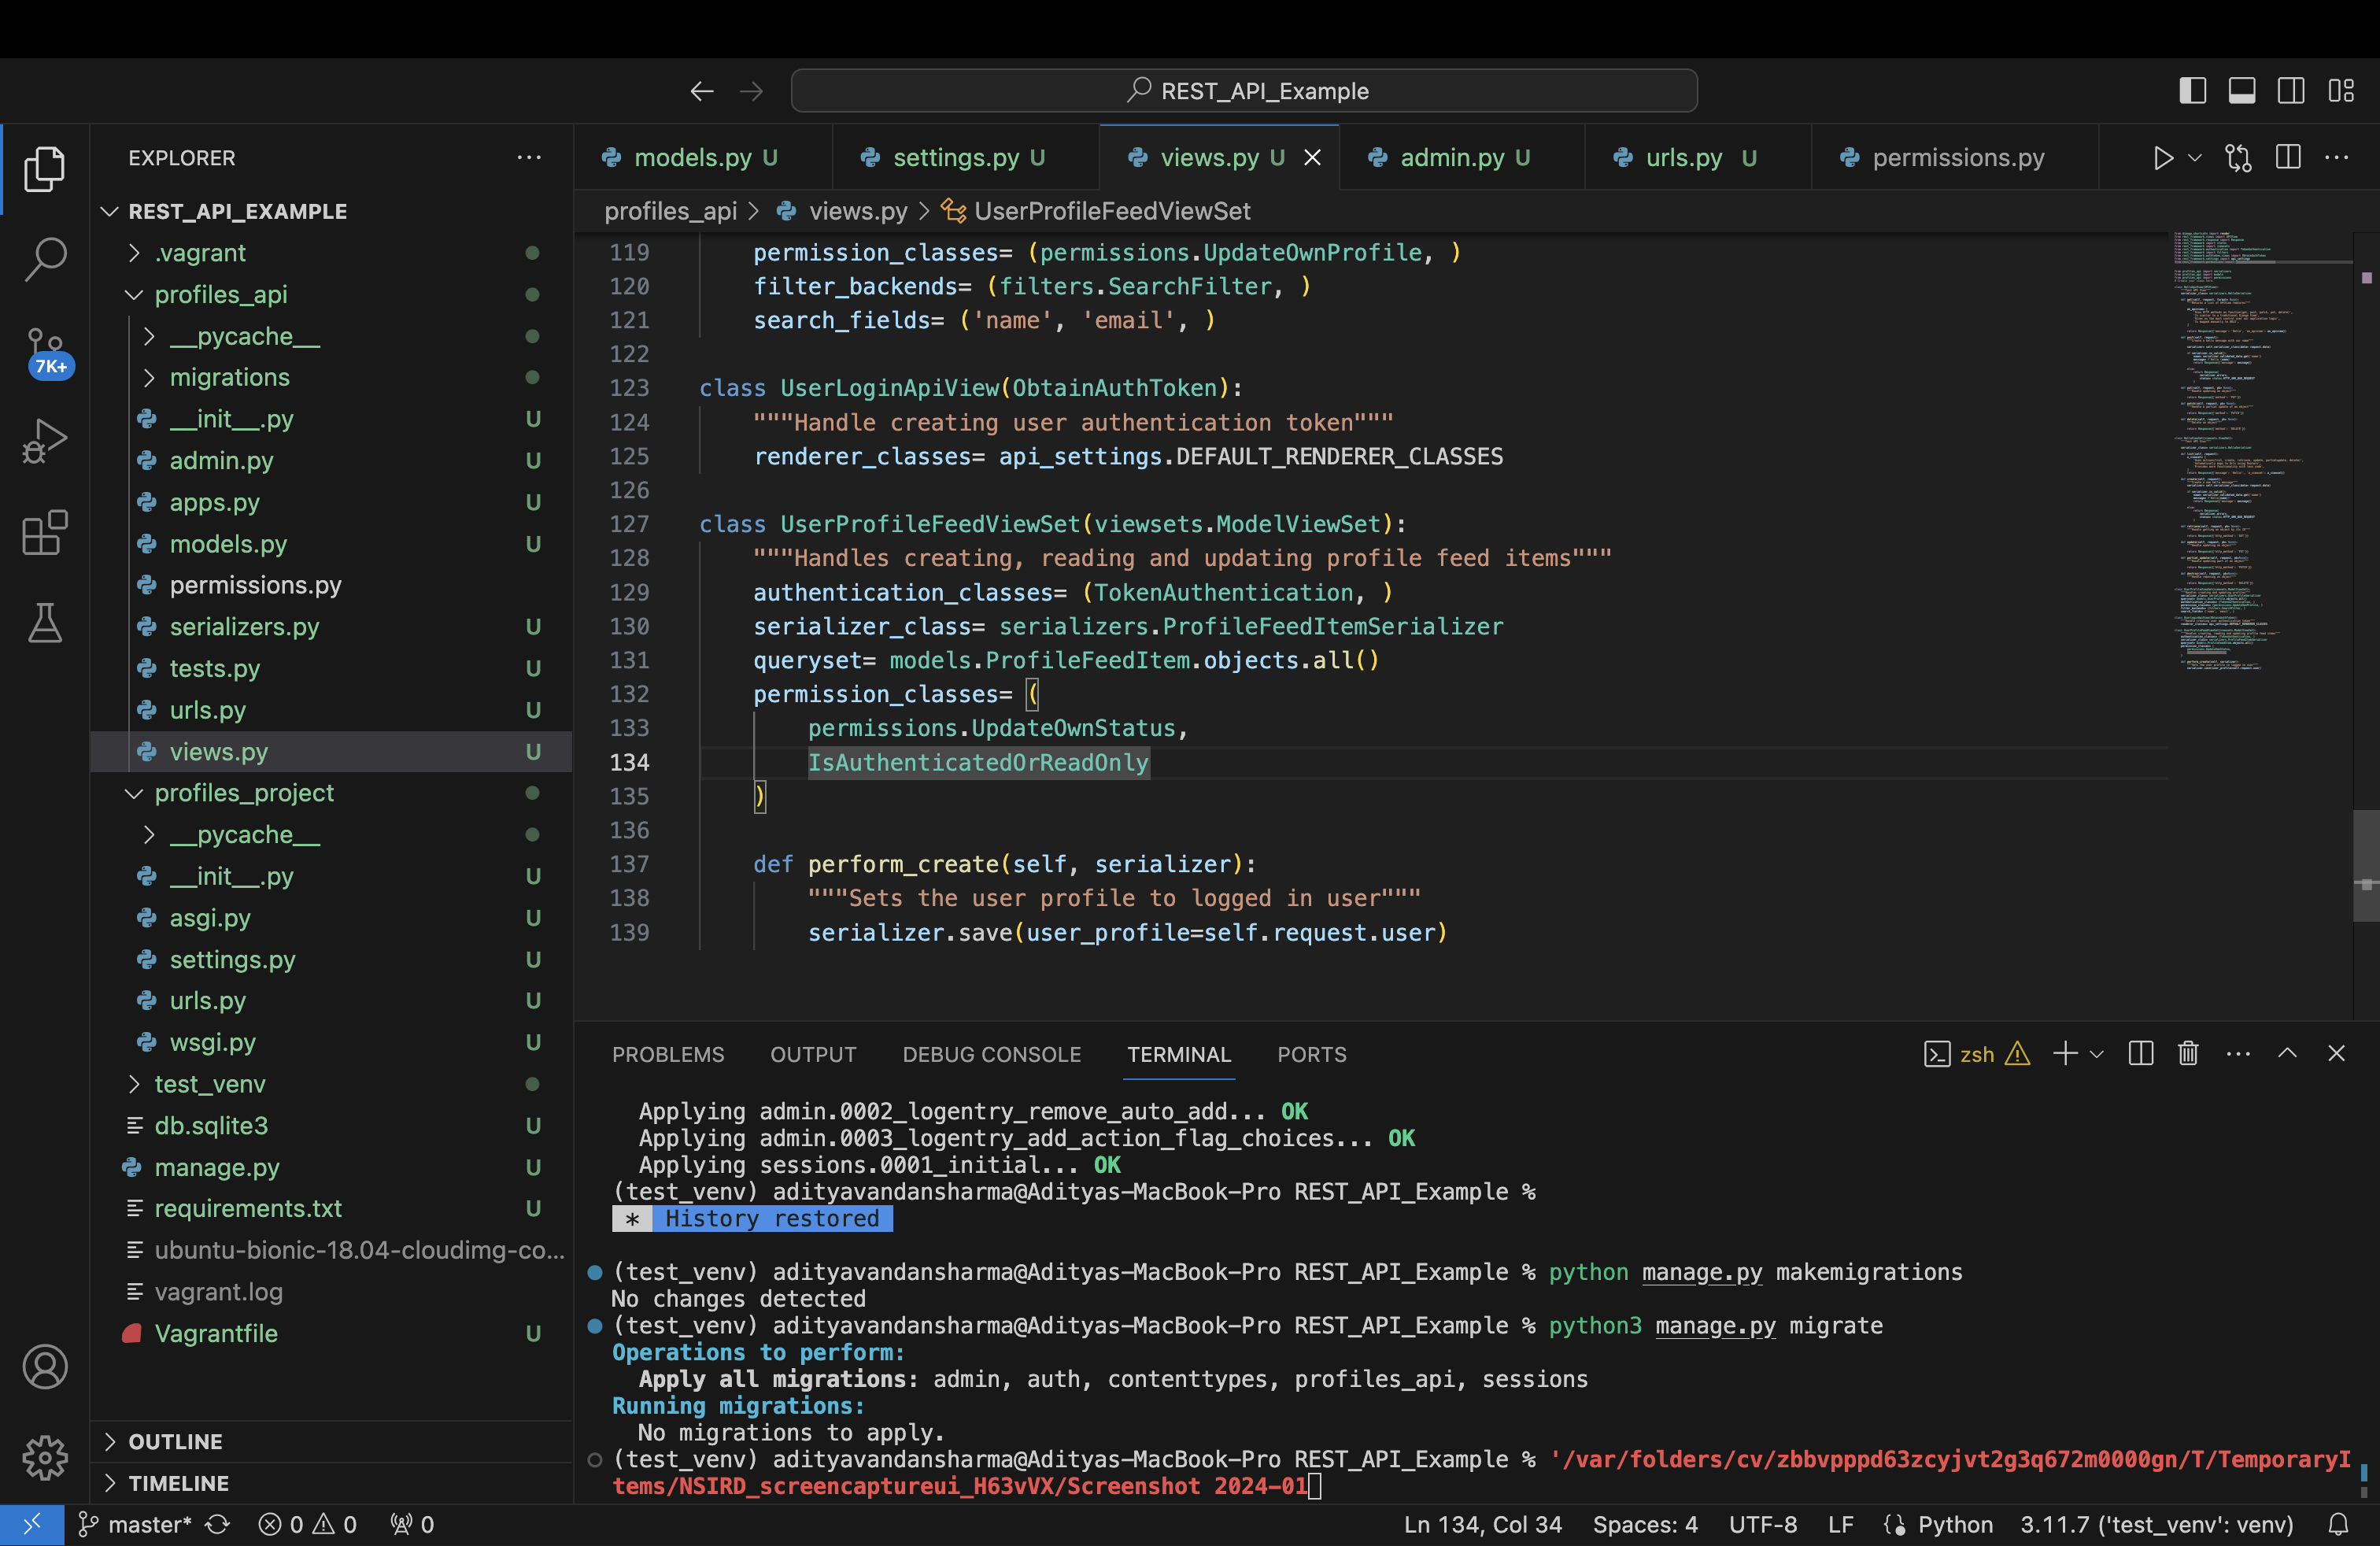 REST_API_Example
EXPLORER
REST_API_EXAMPLE
.vagrant
profiles_api
__pycache__
migrations
__init__.py U
admin.py U
apps.py U
models.py U
permissions.py
serializers.py U
tests.py U
urls.py U
views.py U
profiles_project
__pycache__
__init__.py U
asgi.py U
settings.py U
urls.py U
wsgi.py U
test_venv
db.sqlite3 U
manage.py U
requirements.txt U
ubuntu-bionic-18.04-cloudimg-co...
vagrant.log
Vagrantfile U
OUTLINE
TIMELINE
7K+
models.py U settings.py U views.py U admin.py U urls.py U permissions.py
profiles_api > views.py > UserProfileFeedViewSet
119 permission_classes= (permissions.UpdateOwnProfile, )
120 filter_backends= (filters.SearchFilter, )
121 search_fields= ('name', 'email', )
122
123 class UserLoginApiView(ObtainAuthToken):
124 """Handle creating user authentication token"""
125 renderer_classes= api_settings.DEFAULT_RENDERER_CLASSES
126
127 class UserProfileFeedViewSet(viewsets.ModelViewSet):
128 """Handles creating, reading and updating profile feed items"""
129 authentication_classes= (TokenAuthentication, )
130 serializer_class= serializers.ProfileFeedItemSerializer
131 queryset= models.ProfileFeedItem.objects.all()
132 permission_classes= (
133 permissions.UpdateOwnStatus,
134 IsAuthenticatedOrReadOnly
135 )
136
137 def perform_create(self, serializer):
138 """Sets the user profile to logged in user"""
139 serializer.save(user_profile=self.request.user)
PROBLEMS OUTPUT DEBUG CONSOLE TERMINAL PORTS zsh
Applying admin.0002_logentry_remove_auto_add... OK
Applying admin.0003_logentry_add_action_flag_choices... OK
Applying sessions.0001_initial... OK
(test_venv) adityavandansharma@Adityas-MacBook-Pro REST_API_Example %
* History restored
(test_venv) adityavandansharma@Adityas-MacBook-Pro REST_API_Example % python manage.py makemigrations
No changes detected
(test_venv) adityavandansharma@Adityas-MacBook-Pro REST_API_Example % python3 manage.py migrate
Operations to perform:
Apply all migrations: admin, auth, contenttypes, profiles_api, sessions
Running migrations:
No migrations to apply.
(test_venv) adityavandansharma@Adityas-MacBook-Pro REST_API_Example % '/var/folders/cv/zbbvpppd63zcyjvt2g3q672m0000gn/T/TemporaryI
tems/NSIRD_screencaptureui_H63vVX/Screenshot 2024-01
master* 0 0 0 Ln 134, Col 34 Spaces: 4 UTF-8 LF Python 3.11.7 ('test_venv': venv)